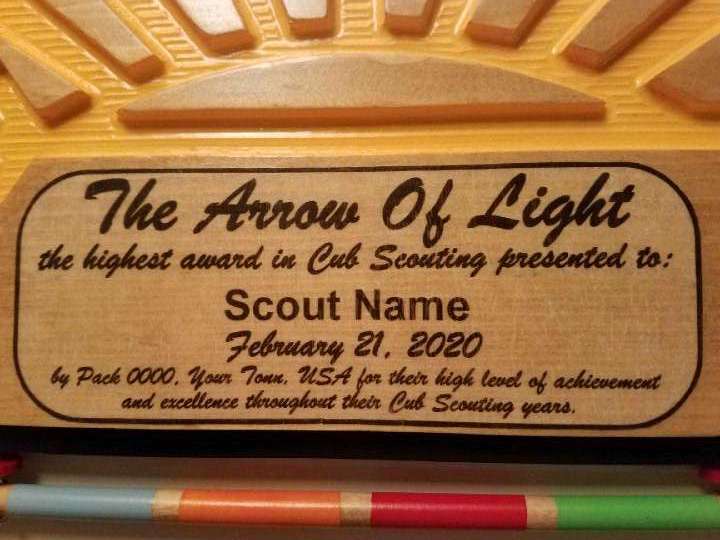 The Arrow Of Light
the highest award in Cub Scouting presented to:
Scout Name
February 21, 2020
by Pack 0000, Your Tonn, USA for their high level of achievement
and excellence throughout their Cub Scouting years.